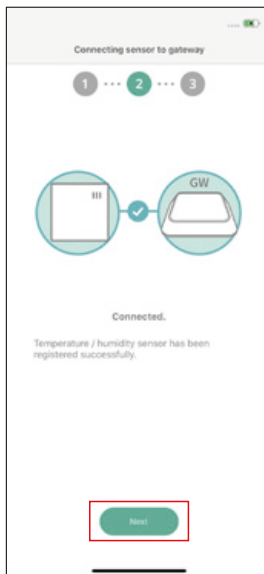 Connecting sensor to gateway
1 ... 2 ... 3
GW
Connected.
Temperature / humidity sensor has been
registered successfully.
Next